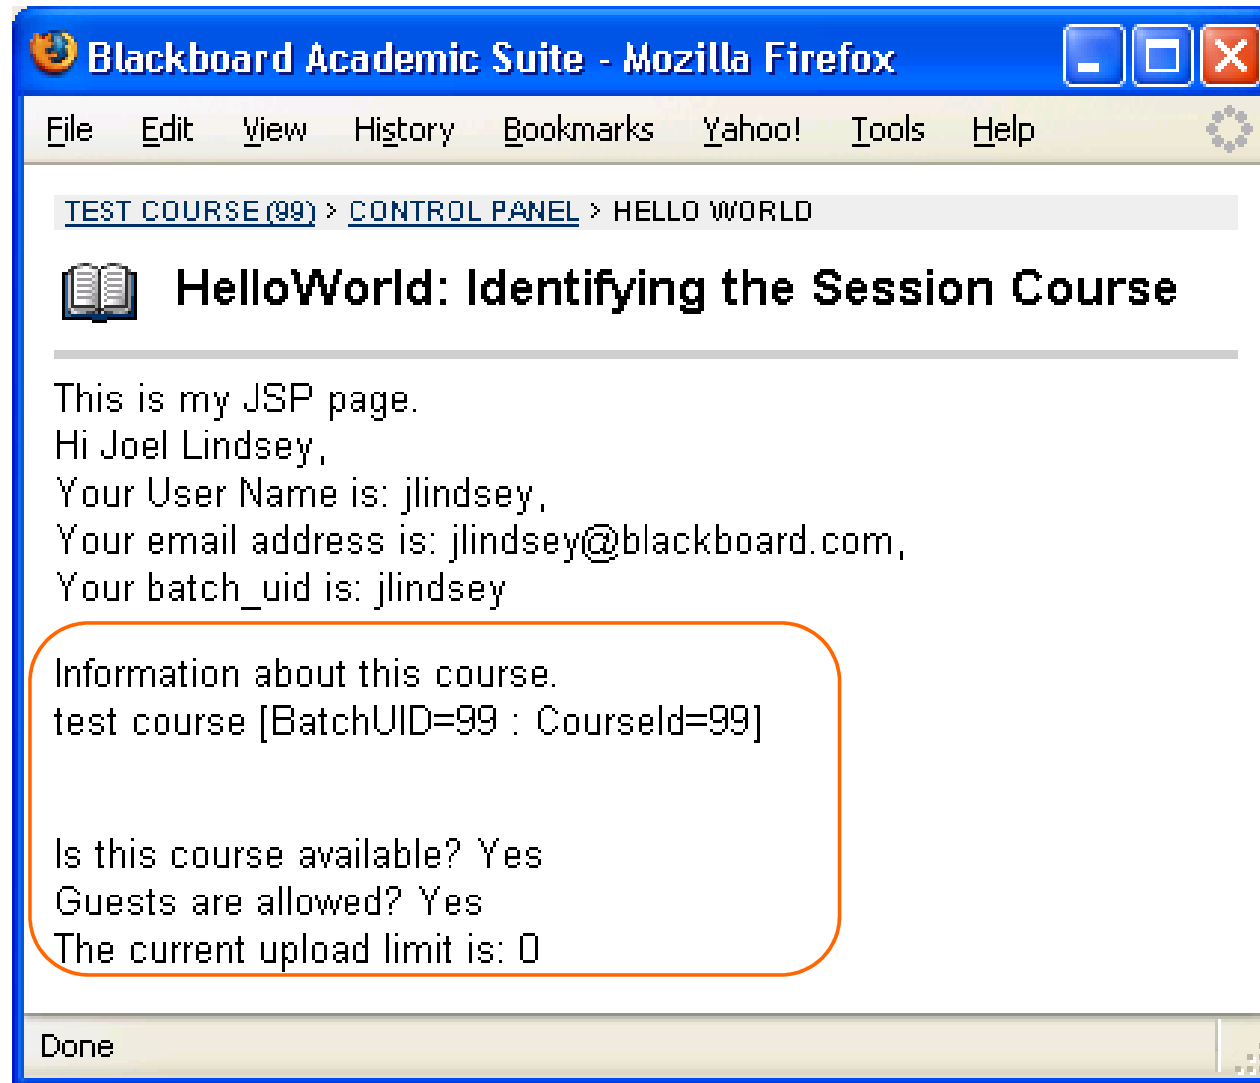 Blackboard Academic Suite - Mozilla Firefox
File Edit View History Bookmarks Yahoo! Tools Help
TEST COURSE (99) > CONTROL PANEL > HELLO WORLD
HelloWorld: Identifying the Session Course
This is my JSP page.
Hi Joel Lindsey,
Your User Name is: jlindsey,
Your email address is: jlindsey@blackboard.com,
Your batch_uid is: jlindsey
Information about this course.
test course [BatchUID=99 : CourseId=99]
Is this course available? Yes
Guests are allowed? Yes
The current upload limit is: 0
Done